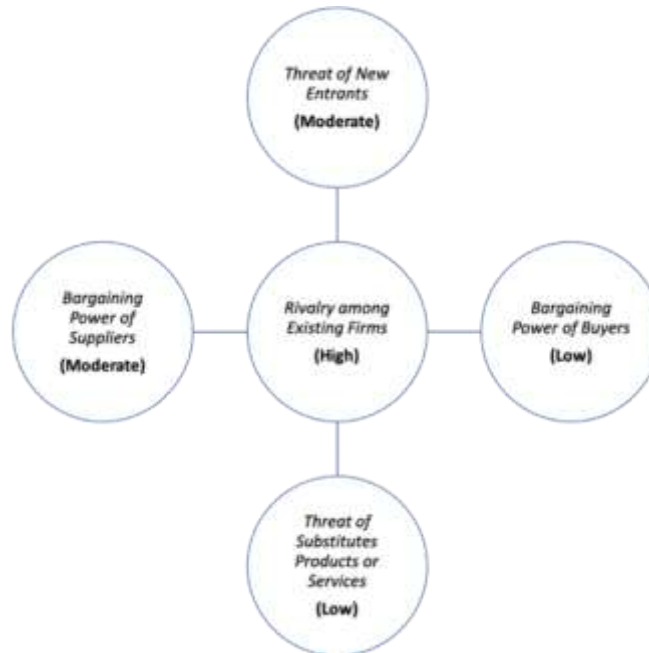 Threat of New
Entrants
(Moderate)
Bargaining
Power of
Suppliers
(Moderate)
Rivalry among
Existing Firms
(High)
Bargaining
Power of Buyers
(Low)
Threat of
Substitutes
Products or
Services
(Low)